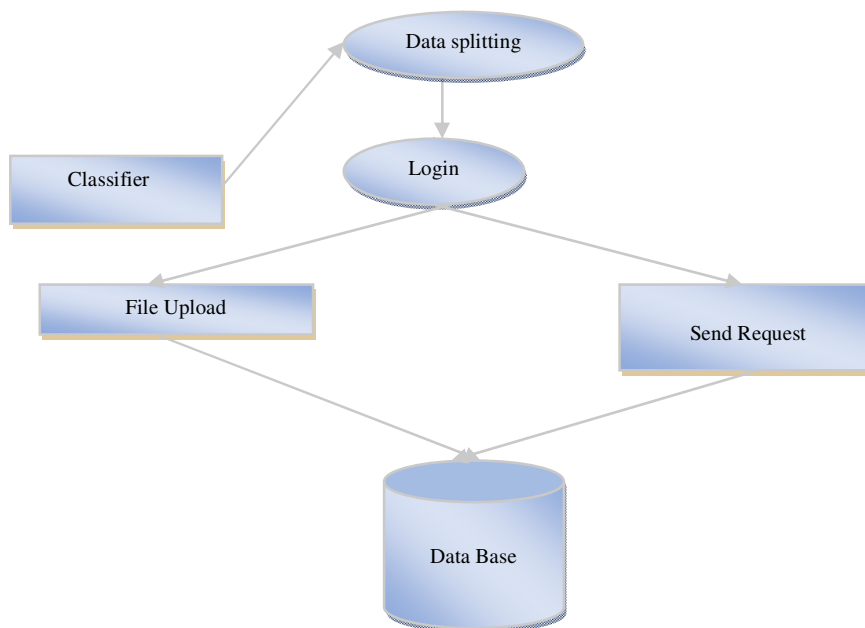 Data splitting
Login
Classifier
File Upload
Send Request
Data Base